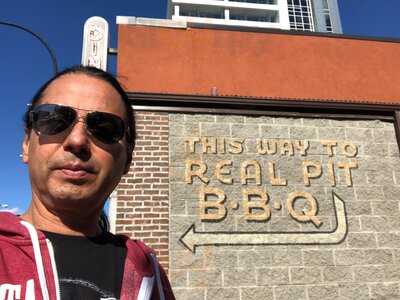 THIS WAY TO
REAL PIT
B·B·Q